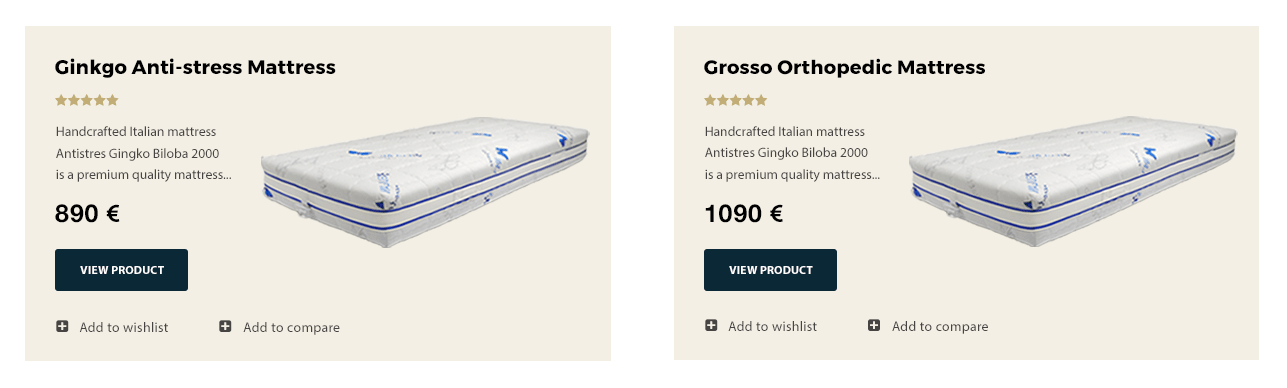 Ginkgo Anti-stress Mattress
Handcrafted Italian mattress
Antistres Gingko Biloba 2000
is a premium quality mattress...
890 €
VIEW PRODUCT
Add to wishlist
Add to compare
Grosso Orthopedic Mattress
Handcrafted Italian mattress
Antistres Gingko Biloba 2000
is a premium quality mattress...
1090 €
VIEW PRODUCT
Add to wishlist
Add to compare